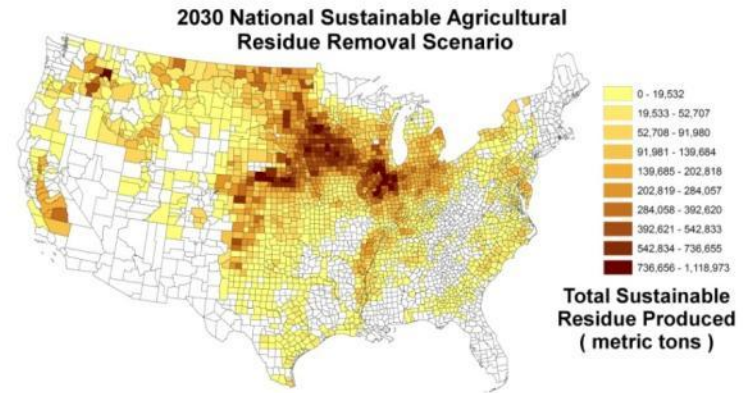 2030 National Sustainable Agricultural
Residue Removal Scenario
0 - 19,532
19,533 - 52,707
52,708 - 91,980
91,981 - 139,684
139,685 - 202,818
202,819 - 284,057
284,058 - 392,620
392,621 - 542,833
542,834 - 736,655
736,656 - 1,118,973
Total Sustainable
Residue Produced
( metric tons )